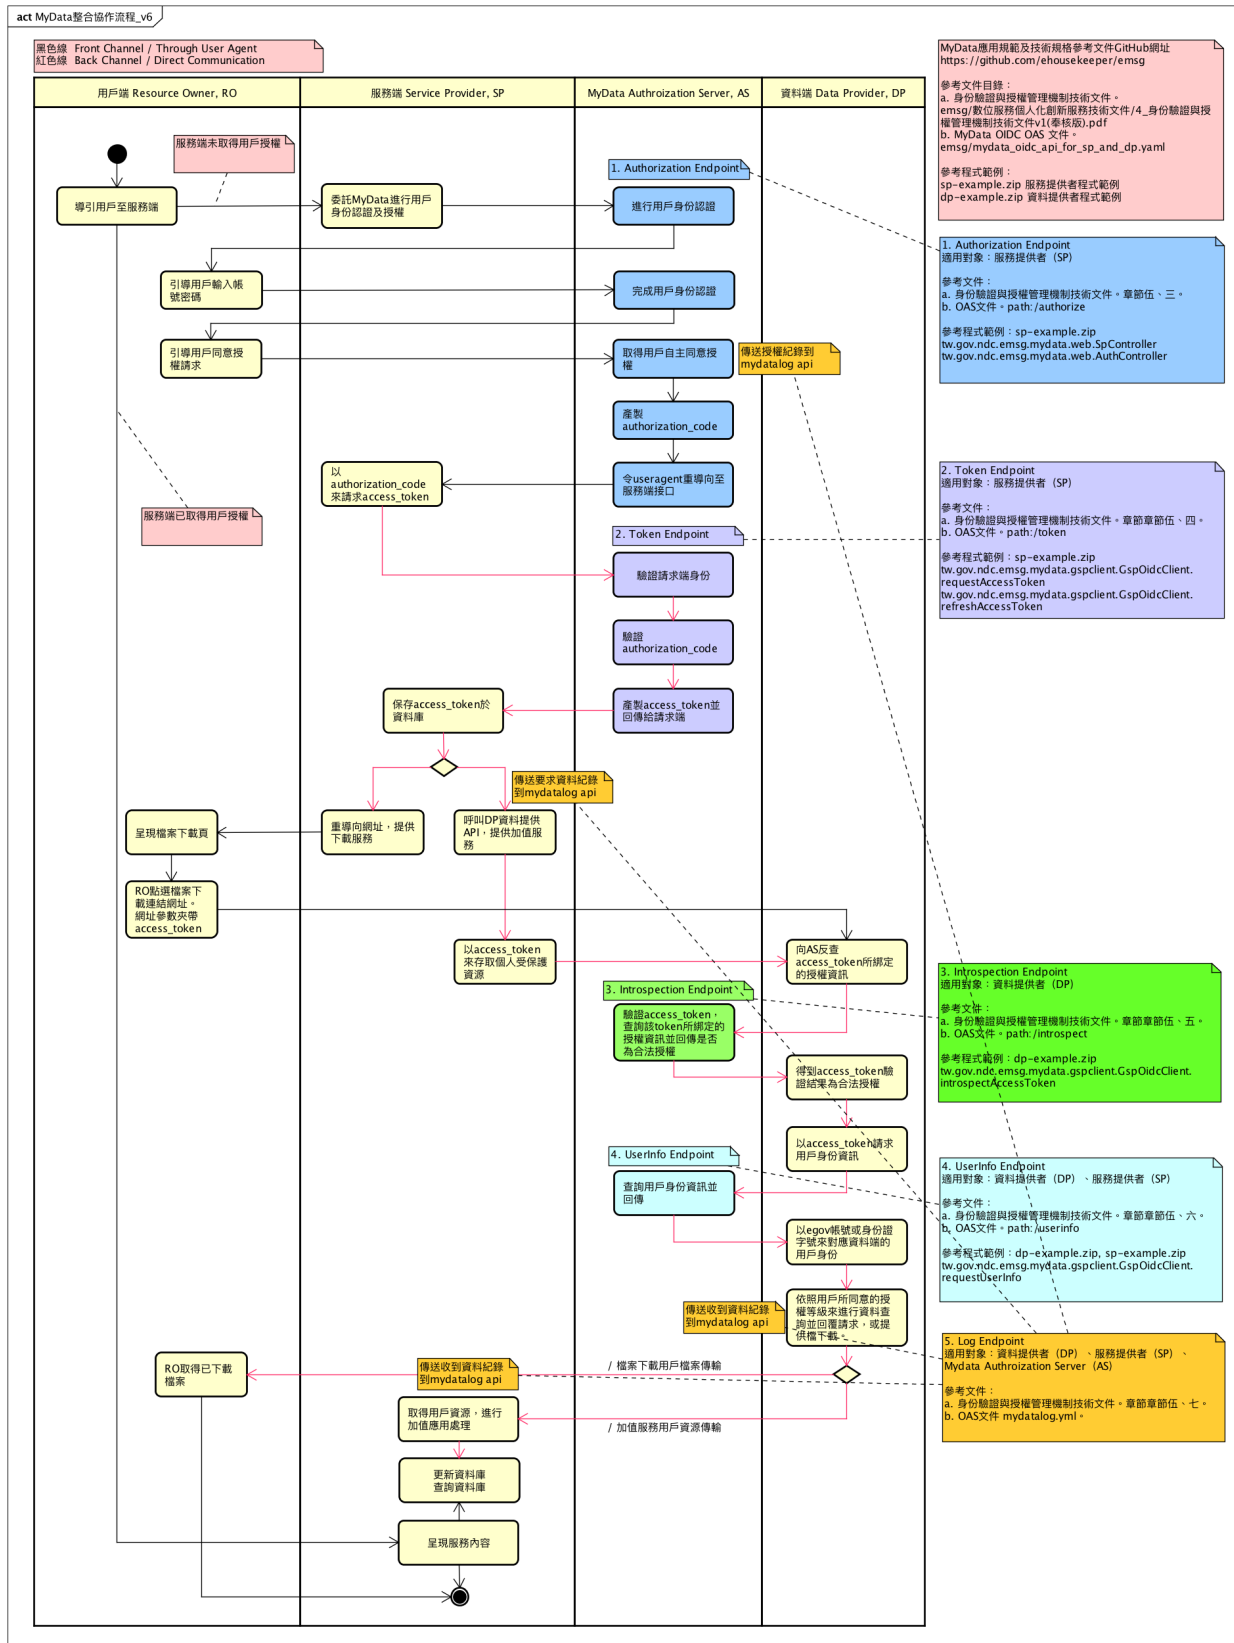 act MyData整合協作流程_v6
黑色線  Front Channel / Through User Agent
紅色線  Back Channel / Direct Communication
MyData應用規範及技術規格參考文件GitHub網址
https://github.com/ehousekeeper/emsg
參考文件目錄：
a. 身份驗證與授權管理機制技術文件。
emsg/數位服務個人化創新服務技術文件/4_身份驗證與授
權管理機制技術文件v1(奉核版).pdf
b. MyData OIDC OAS 文件。
emsg/mydata_oidc_api_for_sp_and_dp.yaml
參考程式範例：
sp-example.zip 服務提供者程式範例
dp-example.zip 資料提供者程式範例
用戶端 Resource Owner, RO
服務端 Service Provider, SP
MyData Authroization Server, AS
資料端 Data Provider, DP
服務端未取得用戶授權
1. Authorization Endpoint
導引用戶至服務端
委託MyData進行用戶
身份認證及授權
進行用戶身份認證
1. Authorization Endpoint
適用對象：服務提供者（SP）
參考文件：
a. 身份驗證與授權管理機制技術文件。章節伍、三。
b. OAS文件。path:/authorize
參考程式範例：sp-example.zip
tw.gov.ndc.emsg.mydata.web.SpController
tw.gov.ndc.emsg.mydata.web.AuthController
引導用戶輸入帳
號密碼
完成用戶身份認證
引導用戶同意授
權請求
取得用戶自主同意授
權
傳送授權紀錄到
mydatalog api
產製
authorization_code
以
authorization_code
來請求access_token
令useragent重導向至
服務端接口
服務端已取得用戶授權
2. Token Endpoint
2. Token Endpoint
適用對象：服務提供者（SP）
參考文件：
a. 身份驗證與授權管理機制技術文件。章節章節伍、四。
b. OAS文件。path:/token
參考程式範例：sp-example.zip
tw.gov.ndc.emsg.mydata.gspclient.GspOidcClient.
requestAccessToken
tw.gov.ndc.emsg.mydata.gspclient.GspOidcClient.
refreshAccessToken
驗證請求端身份
驗證
authorization_code
保存access_token於
資料庫
產製access_token並
回傳給請求端
傳送要求資料紀錄
到mydatalog api
呈現檔案下載頁
重導向網址，提供
下載服務
呼叫DP資料提供
API，提供加值服
務
RO點選檔案下
載連結網址。
網址參數夾帶
access_token
以access_token
來存取個人受保護
資源
向AS反查
access_token所綁定
的授權資訊
3. Introspection Endpoint
驗證access_token，
查詢該token所綁定的
授權資訊並回傳是否
為合法授權
3. Introspection Endpoint
適用對象：資料提供者（DP）
參考文件：
a. 身份驗證與授權管理機制技術文件。章節章節伍、五。
b. OAS文件。path:/introspect
參考程式範例：dp-example.zip
tw.gov.ndc.emsg.mydata.gspclient.GspOidcClient.
introspectAccessToken
得到access_token驗
證結果為合法授權
以access_token請求
用戶身份資訊
4. UserInfo Endpoint
查詢用戶身份資訊並
回傳
4. UserInfo Endpoint
適用對象：資料提供者（DP）、服務提供者（SP）
參考文件：
a. 身份驗證與授權管理機制技術文件。章節章節伍、六。
b. OAS文件。path:/userinfo
參考程式範例：dp-example.zip, sp-example.zip
tw.gov.ndc.emsg.mydata.gspclient.GspOidcClient.
requestUserInfo
以egov帳號或身份證
字號來對應資料端的
用戶身份
傳送收到資料紀錄
到mydatalog api
依照用戶所同意的授
權等級來進行資料查
詢並回覆請求，或提
供檔下載。
5. Log Endpoint
適用對象：資料提供者（DP）、服務提供者（SP）、
Mydata Authroization Server（AS）
參考文件：
a. 身份驗證與授權管理機制技術文件。章節章節伍、七。
b. OAS文件 mydatalog.yml。
RO取得已下載
檔案
傳送收到資料紀錄
到mydatalog api
/ 檔案下載用戶檔案傳輸
取得用戶資源，進行
加值應用處理
/ 加值服務用戶資源傳輸
更新資料庫
查詢資料庫
呈現服務內容